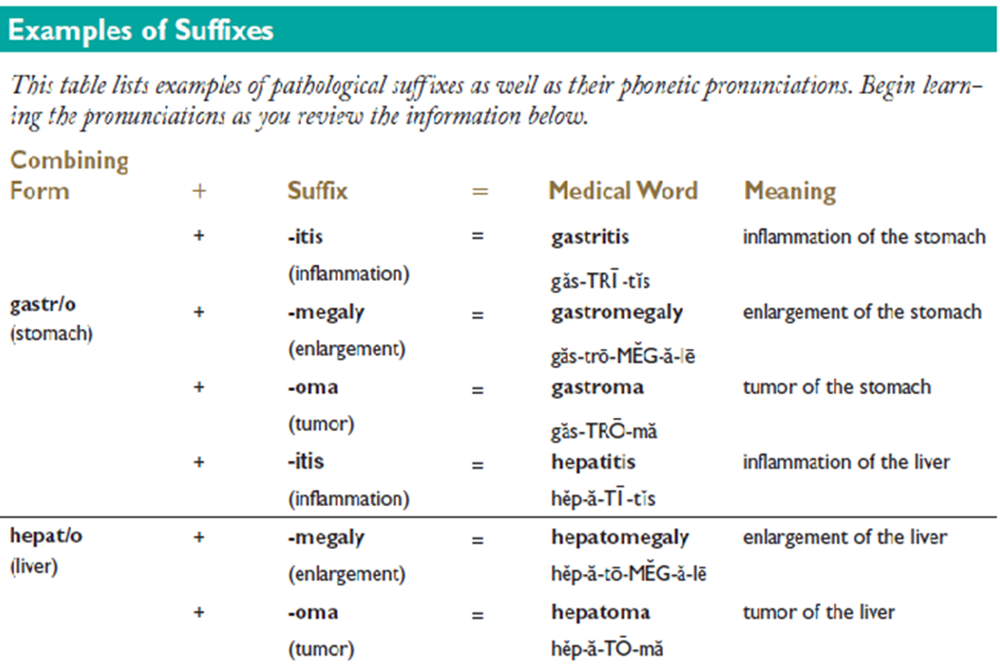 Examples of Suffixes
This table lists examples of pathological suffixes as well as their phonetic pronunciations. Begin learn-
ing the pronunciations as you review the information below.
Combining
Form + Suffix = Medical Word Meaning
+ -itis = gastritis inflammation of the stomach
(inflammation) găs-TRĪ-tĭs
gastr/o + -megaly = gastromegaly enlargement of the stomach
(stomach) (enlargement) găs-trō-MĔG-ă-lē
+ -oma = gastroma tumor of the stomach
(tumor) găs-TRŌ-mă
+ -itis = hepatitis inflammation of the liver
(inflammation) hĕp-ă-TĪ-tĭs
hepat/o + -megaly = hepatomegaly enlargement of the liver
(liver) (enlargement) hĕp-ă-tō-MĔG-ă-lē
+ -oma = hepatoma tumor of the liver
(tumor) hĕp-ă-TŌ-mă